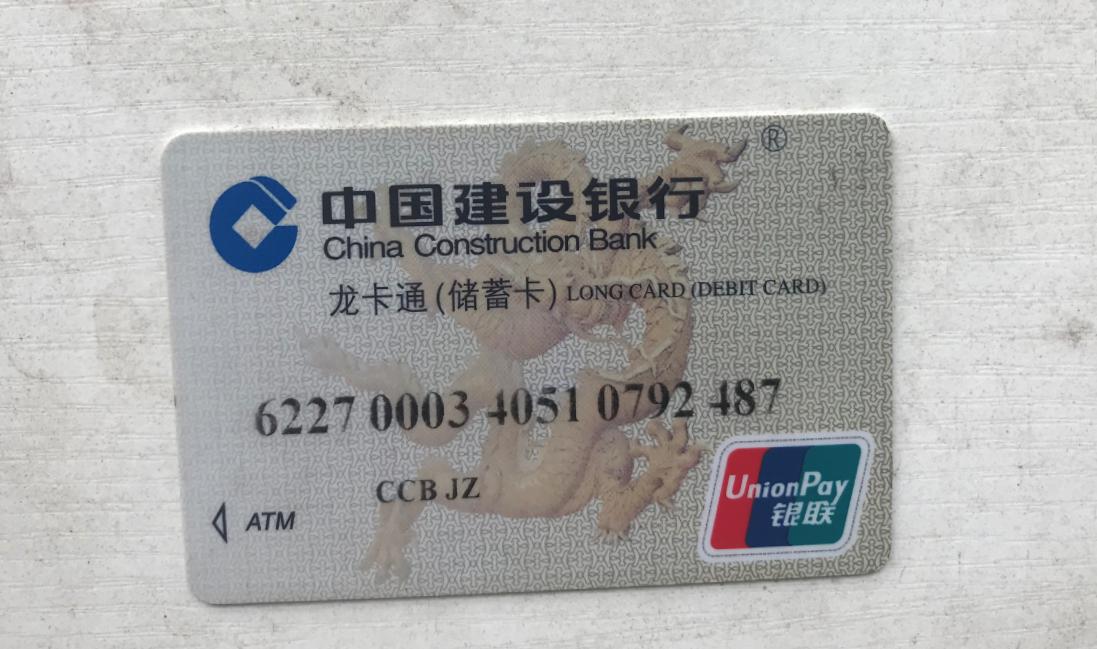 ®
中国建设银行
China Construction Bank
龙卡通(储蓄卡) LONG CARD (DEBIT CARD)
6227 0003 4051 0792 487
CCB JZ
ATM
UnionPay
银联